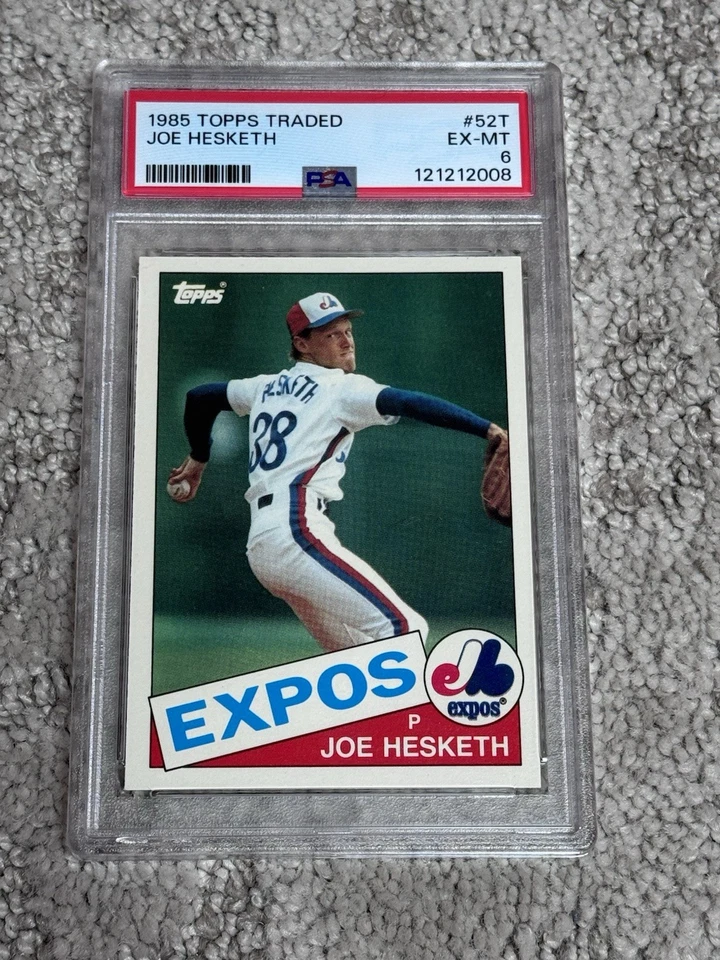 1985 TOPPS TRADED #52T
JOE HESKETH EX-MT
6
PSA 121212008
topps®
HESKETH
38
EXPOS
expos®
P
JOE HESKETH